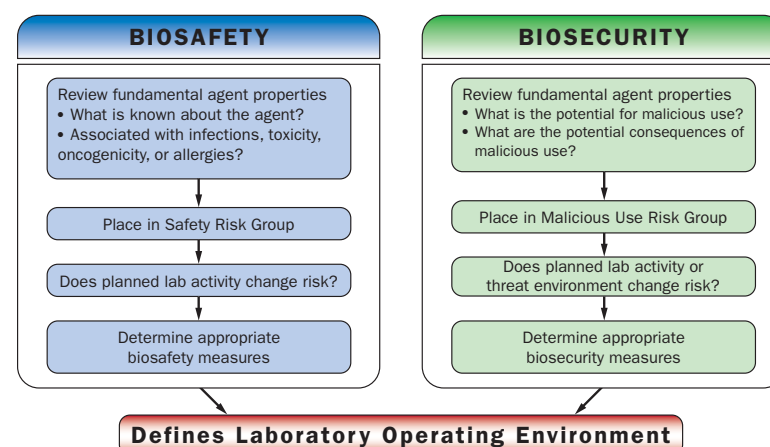 BIOSAFETY
Review fundamental agent properties
• What is known about the agent?
• Associated with infections, toxicity,
oncogenicity, or allergies?
Place in Safety Risk Group
Does planned lab activity change risk?
Determine appropriate
biosafety measures
BIOSECURITY
Review fundamental agent properties
• What is the potential for malicious use?
• What are the potential consequences of
malicious use?
Place in Malicious Use Risk Group
Does planned lab activity or
threat environment change risk?
Determine appropriate
biosecurity measures
Defines Laboratory Operating Environment